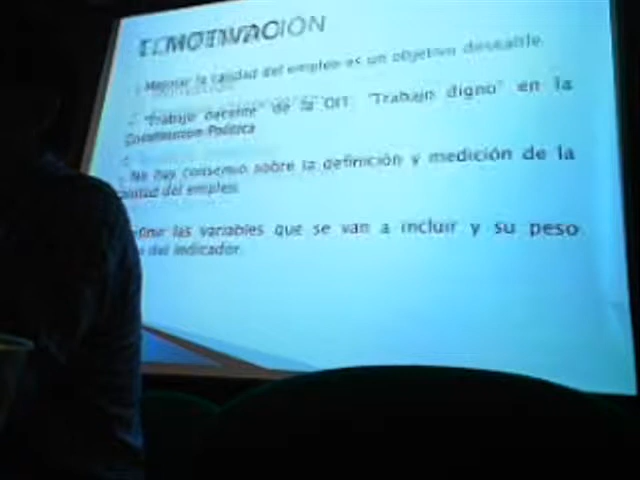 MOTIVACION
Mejorar la calidad del empleo es un objetivo deseable.
"Trabajo decente" de la OIT. "Trabajo digno" en la
Constitución Política
No hay consenso sobre la definición y medición de la
calidad del empleo.
las variables que se van a incluir y su peso
del indicador.